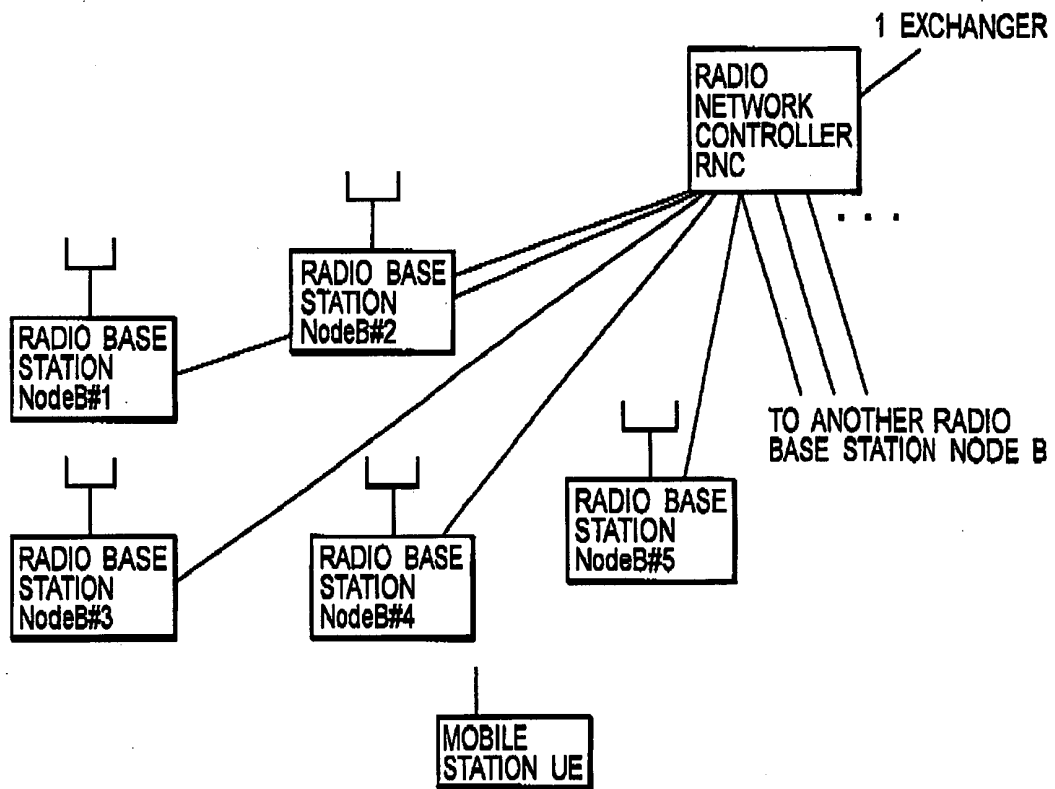 1 EXCHANGER
RADIO
NETWORK
CONTROLLER
RNC
. . .
RADIO BASE
STATION
NodeB#2
RADIO BASE
STATION
NodeB#1
TO ANOTHER RADIO
BASE STATION NODE B
RADIO BASE
STATION
NodeB#5
RADIO BASE
STATION
NodeB#3
RADIO BASE
STATION
NodeB#4
MOBILE
STATION UE